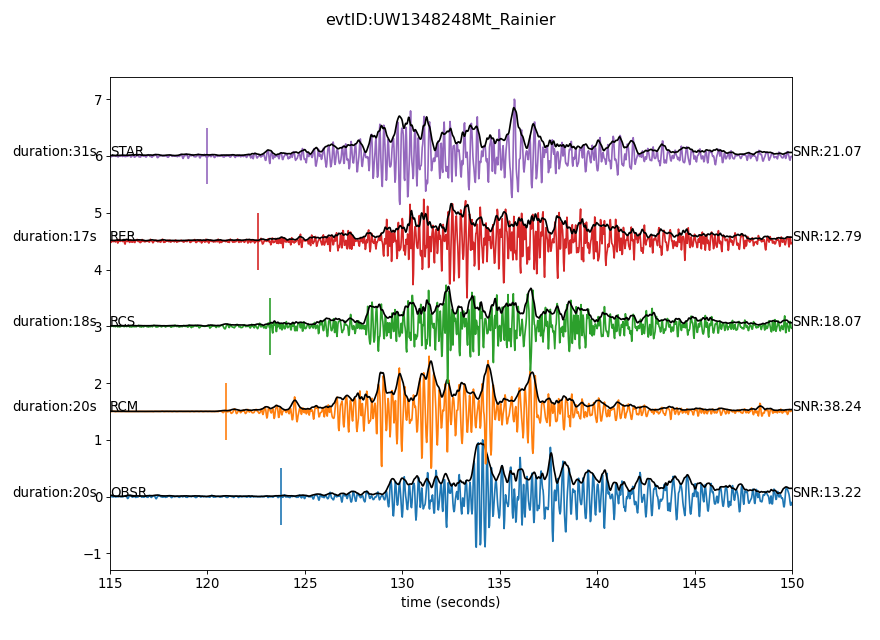 evtID:UW1348248Mt_Rainier
7
duration:31s 6 STAR SNR:21.07
5
duration:17s RER SNR:12.79
4
duration:18s 3 RCS SNR:18.07
2
duration:20s RCM SNR:38.24
1
duration:20s 0 OBSR SNR:13.22
−1
115 120 125 130 135 140 145 150
time (seconds)